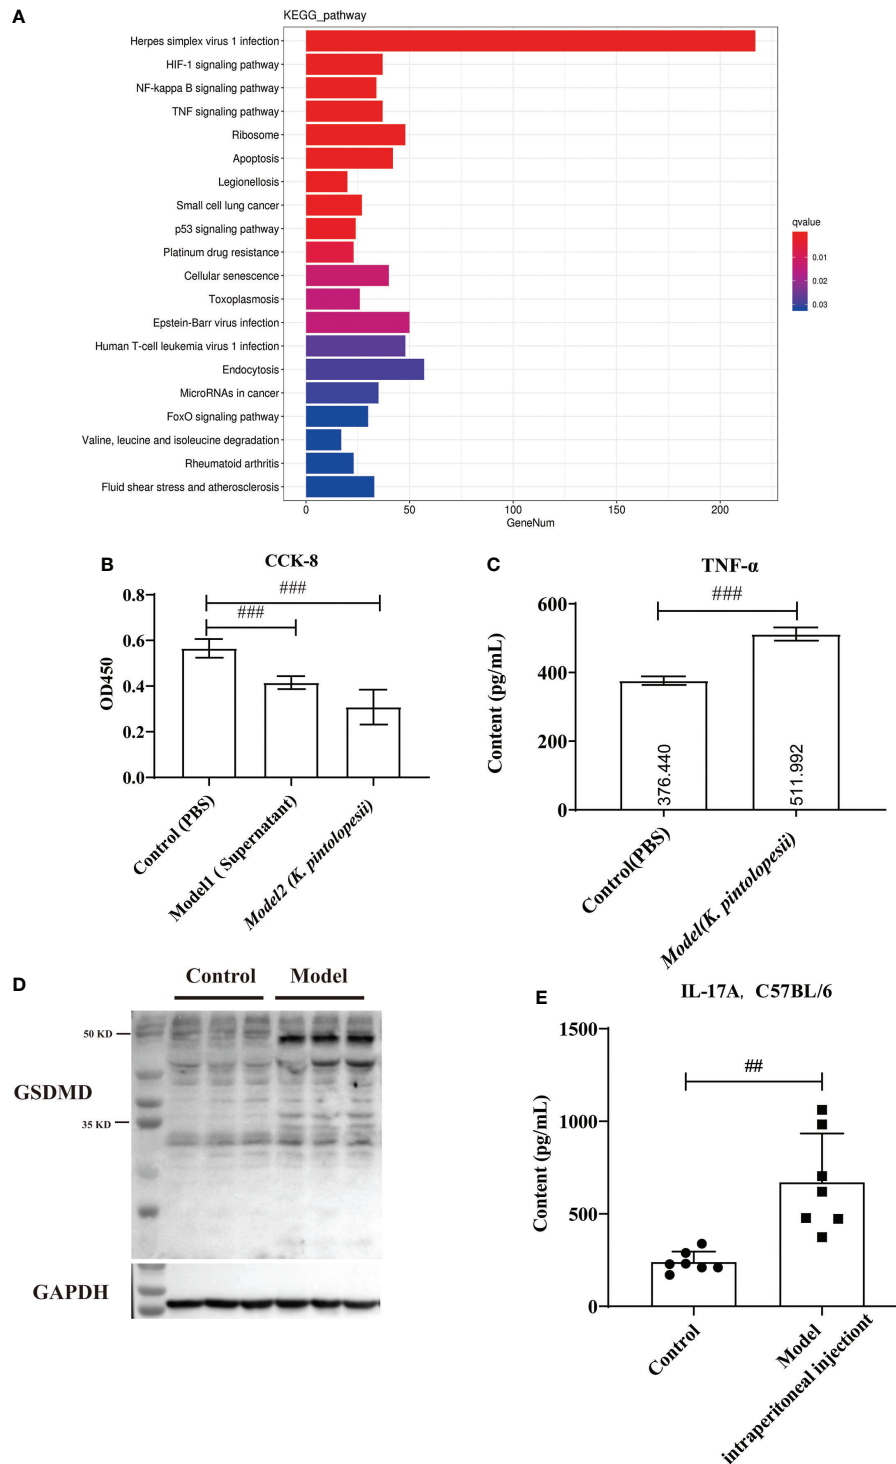 A
KEGG_pathway
Herpes simplex virus 1 infection
HIF-1 signaling pathway
NF-kappa B signaling pathway
TNF signaling pathway
Ribosome
Apoptosis
Legionellosis
Small cell lung cancer
p53 signaling pathway
Platinum drug resistance
Cellular senescence
Toxoplasmosis
Epstein-Barr virus infection
Human T-cell leukemia virus 1 infection
Endocytosis
MicroRNAs in cancer
FoxO signaling pathway
Valine, leucine and isoleucine degradation
Rheumatoid arthritis
Fluid shear stress and atherosclerosis
0 50 100 150 200
GeneNum
qvalue
0.01
0.02
0.03
B
CCK-8
###
###
OD450
0.8
0.6
0.4
0.2
0.0
Control (PBS)
Model1 ( Supernatant)
Model2 (K. pintolopesii)
C
TNF-α
###
Content (pg/mL)
600
400
200
0
376.440
511.992
Control(PBS)
Model(K. pintolopesii)
D
Control Model
50 KD
GSDMD
35 KD
GAPDH
E
IL-17A, C57BL/6
##
Content (pg/mL)
1500
1000
500
0
Control
Model
intraperitoneal injectiont